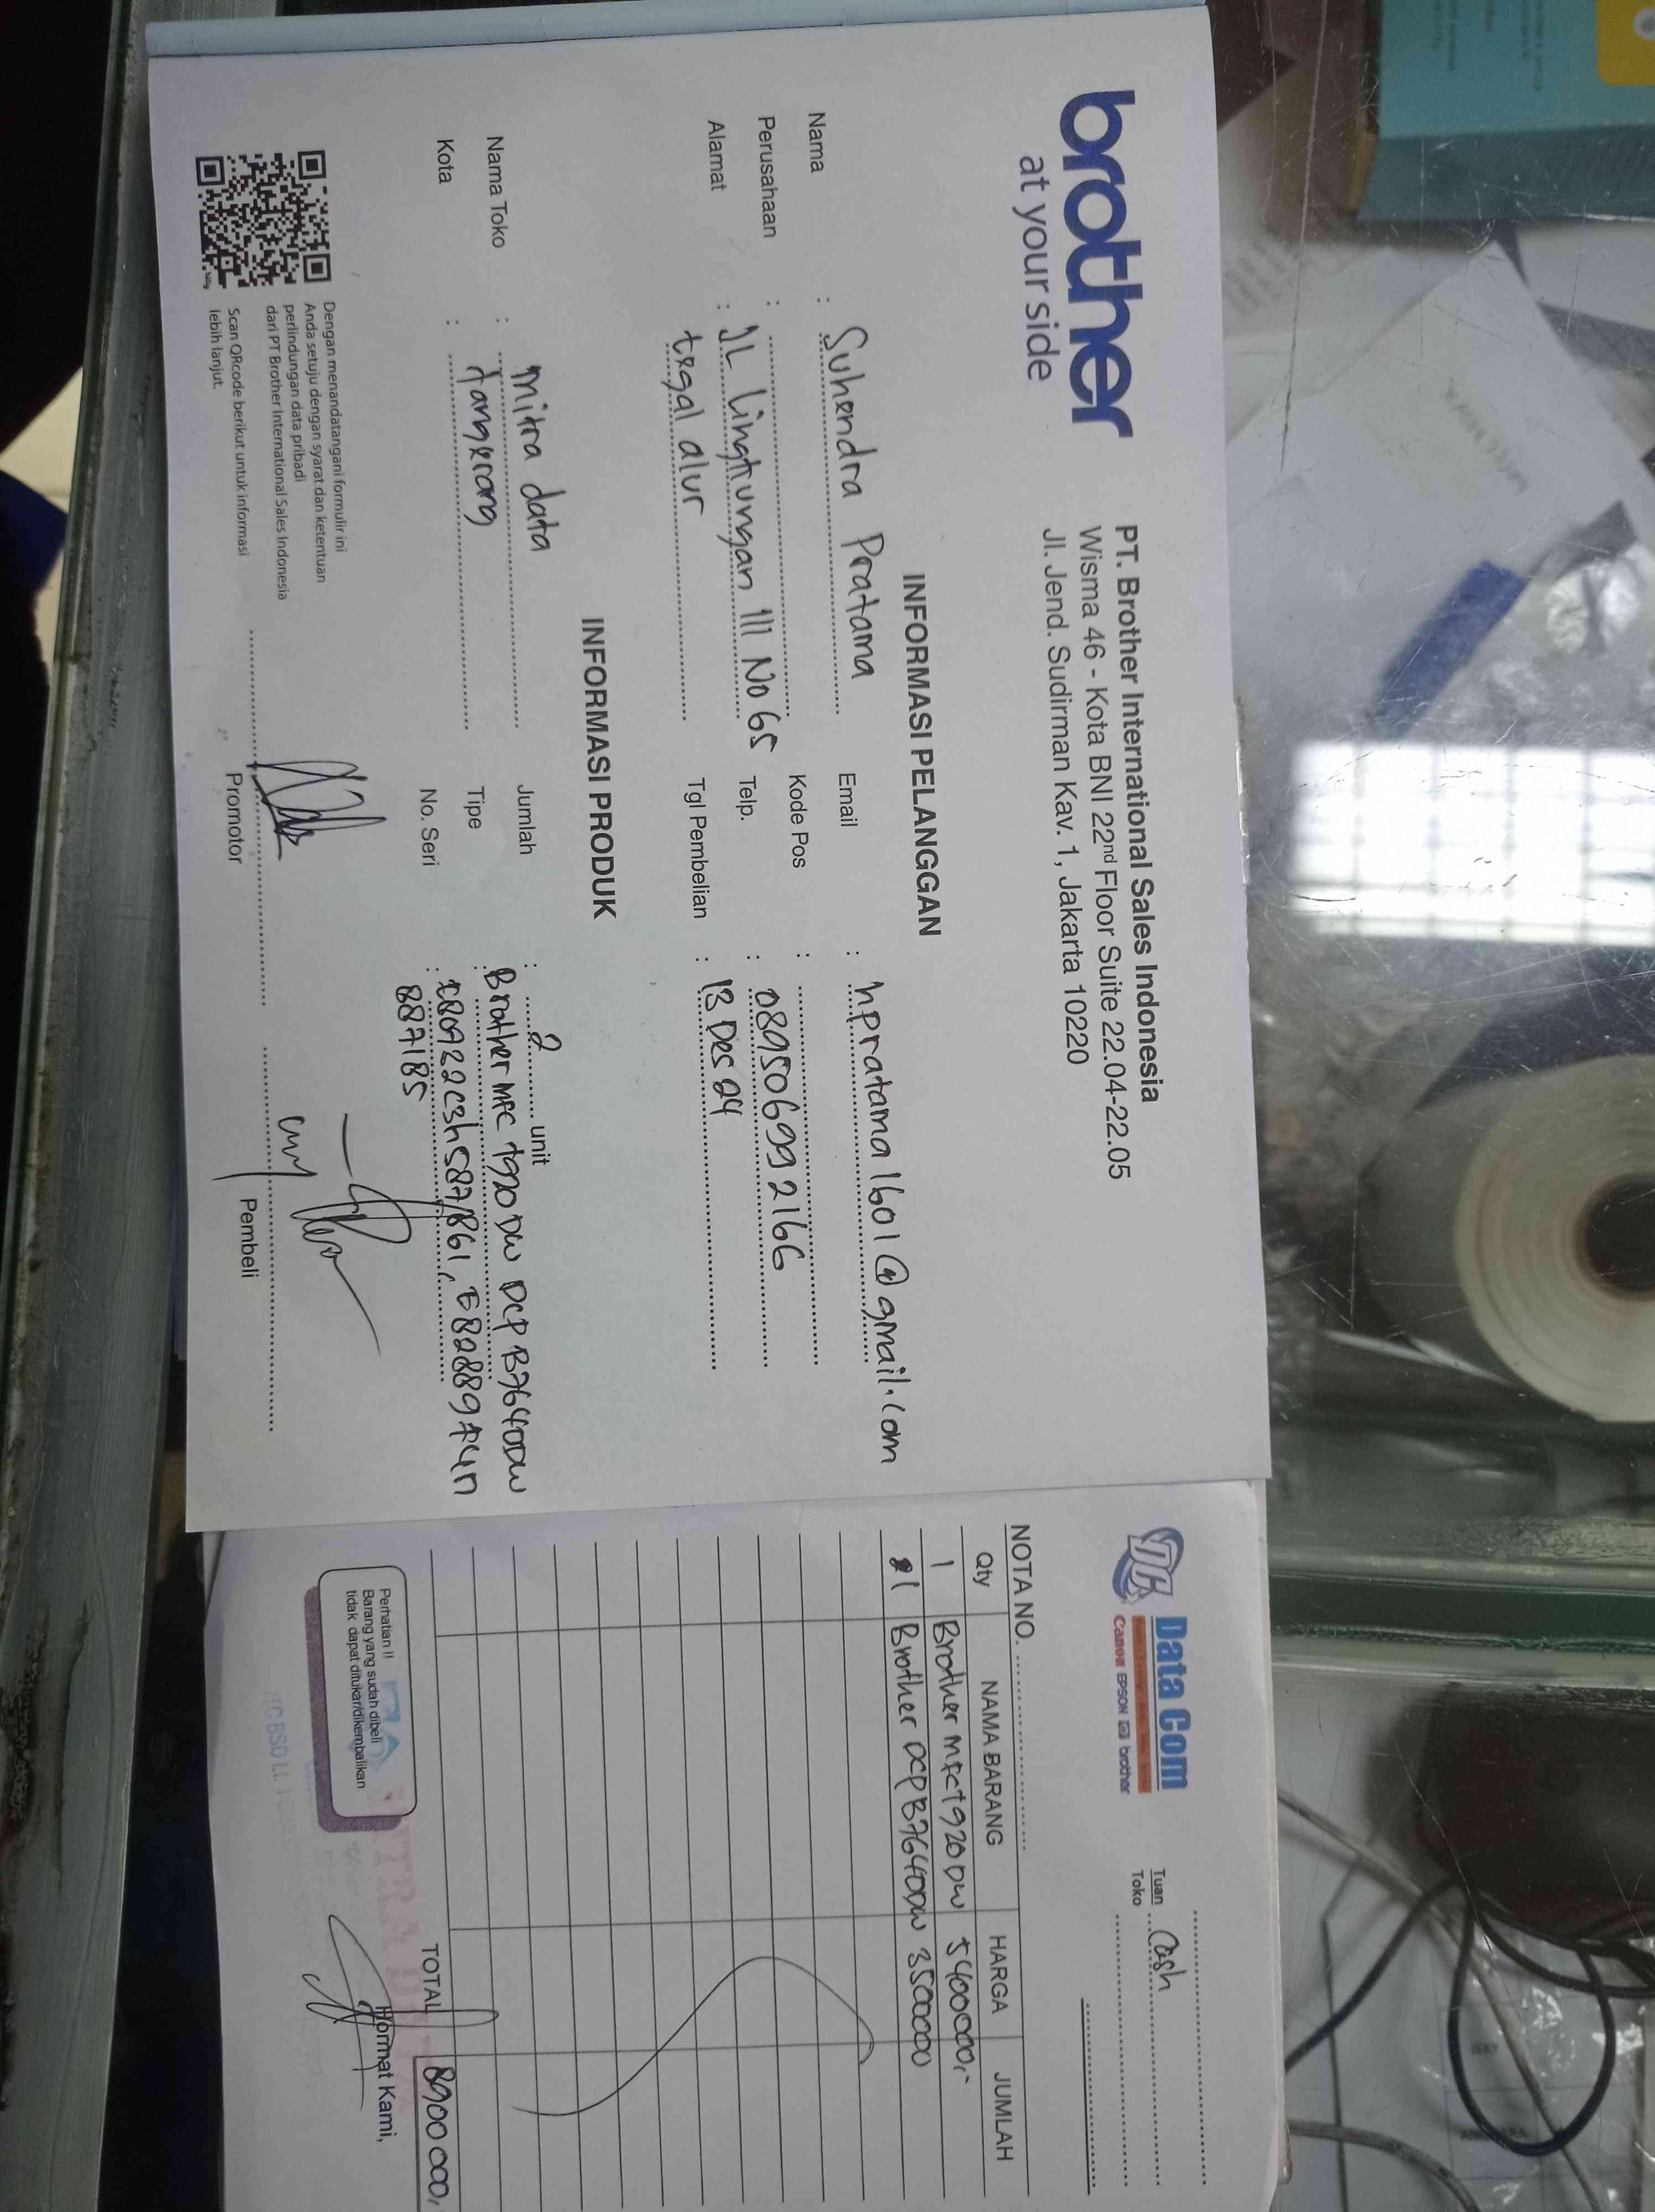 brother
at your side
PT. Brother International Sales Indonesia
Wisma 46 - Kota BNI 22nd Floor Suite 22.04-22.05
Jl. Jend. Sudirman Kav. 1, Jakarta 10220
INFORMASI PELANGGAN
Nama : Suhendra Pratama
Perusahaan :
Alamat : JL Lingkungan III No 65
tegal alur
Email : hpratama1601@gmail.com
Kode Pos :
Telp. : 089506992166
Tgl Pembelian : 13 Des 24
INFORMASI PRODUK
Nama Toko : mitra data
Kota : tangerang
Jumlah : 2 unit
Tipe : Brother MFC T920DW DCP B7640DW
No. Seri :
887185
Dengan menandatangani formulir ini
Anda setuju dengan syarat dan ketentuan
perlindungan data pribadi
dari PT Brother International Sales Indonesia
Scan QRcode berikut untuk informasi
lebih lanjut.
Promotor
Pembeli
Data Com
Canon EPSON brother
Tuan Cash
Toko
NOTA NO.
Qty NAMA BARANG HARGA JUMLAH
1 Brother MFC T920DW 5400000,-
1 Brother DCP B7640DW 3500000
TOTAL 8900000,
Perhatian !!
Barang yang sudah dibeli
tidak dapat ditukar/dikembalikan
Hormat Kami,